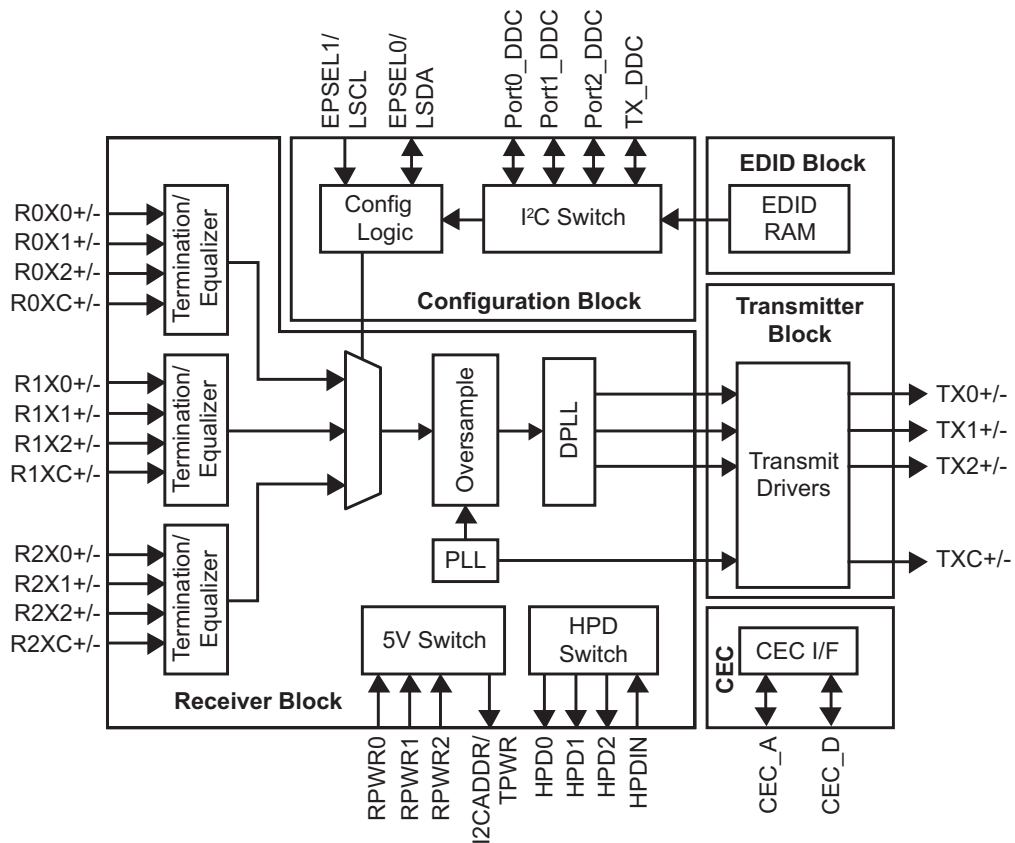 EPSEL1/
LSCL
EPSEL0/
LSDA
Port0_DDC
Port1_DDC
Port2_DDC
TX_DDC
Config
Logic
I²C Switch
Configuration Block
EDID Block
EDID
RAM
R0X0+/-
R0X1+/-
R0X2+/-
R0XC+/-
Termination/
Equalizer
R1X0+/-
R1X1+/-
R1X2+/-
R1XC+/-
Termination/
Equalizer
R2X0+/-
R2X1+/-
R2X2+/-
R2XC+/-
Termination/
Equalizer
Oversample
DPLL
PLL
Transmitter
Block
Transmit
Drivers
TX0+/-
TX1+/-
TX2+/-
TXC+/-
5V Switch
HPD
Switch
Receiver Block
CEC
CEC I/F
RPWR0
RPWR1
RPWR2
I2CADDR/
TPWR
HPD0
HPD1
HPD2
HPDIN
CEC_A
CEC_D